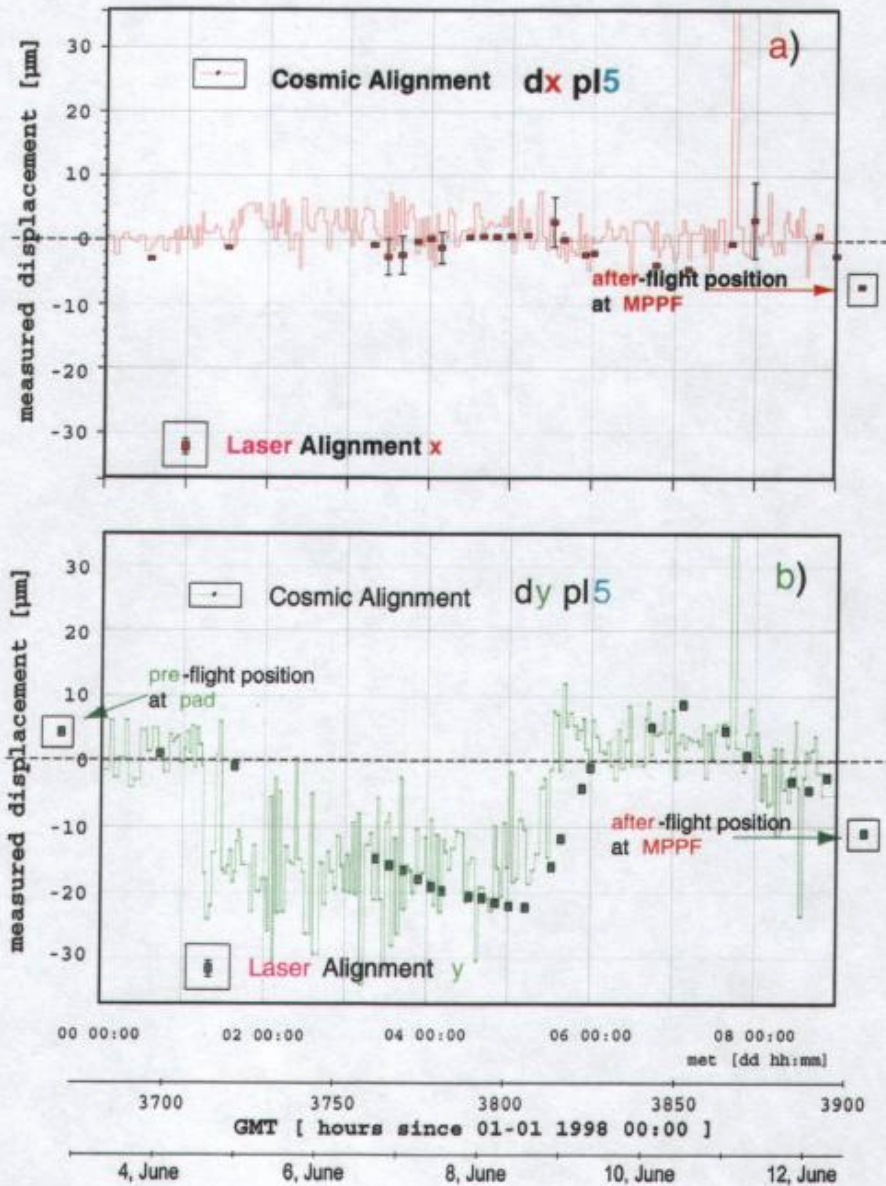 a)
30
20
10
0
-10
-20
-30
measured displacement [μm]
Cosmic Alignment dx pl5
after-flight position
at MPPF
Laser Alignment x
b)
30
20
10
0
-10
-20
-30
measured displacement [μm]
Cosmic Alignment dy pl5
pre-flight position
at pad
after-flight position
at MPPF
Laser Alignment y
00 00:00 02 00:00 04 00:00 06 00:00 08 00:00
met [dd hh:mm]
3700 3750 3800 3850 3900
GMT [ hours since 01-01 1998 00:00 ]
4, June 6, June 8, June 10, June 12, June